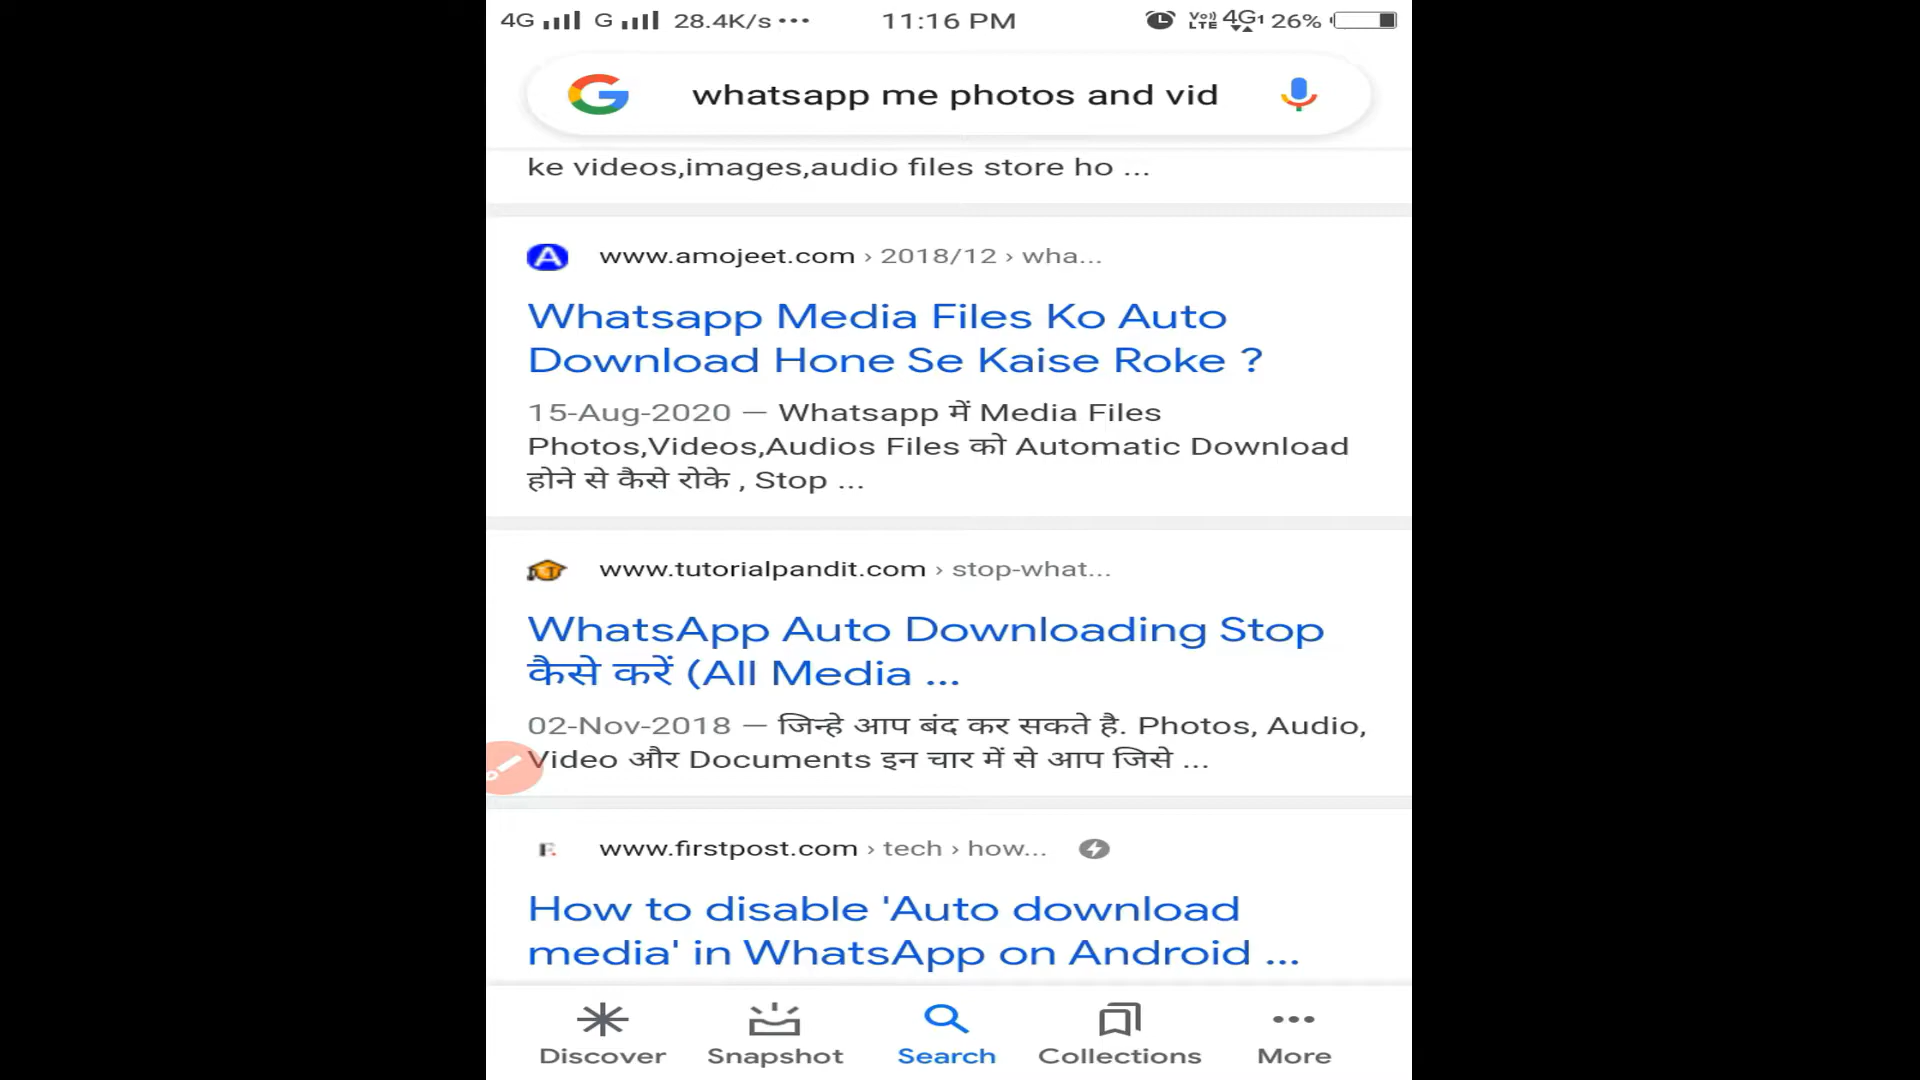 4G G 28.4K/s ••• 11:16 PM Vo)) LTE 4G 1 26%
whatsapp me photos and vid
ke videos,images,audio files store ho ...
A www.amojeet.com › 2018/12 › wha...
Whatsapp Media Files Ko Auto
Download Hone Se Kaise Roke ?
15-Aug-2020 — Whatsapp में Media Files
Photos,Videos,Audios Files को Automatic Download
होने से कैसे रोके , Stop ...
www.tutorialpandit.com › stop-what...
WhatsApp Auto Downloading Stop
कैसे करें (All Media ...
02-Nov-2018 — जिन्हे आप बंद कर सकते है. Photos, Audio,
Video और Documents इन चार में से आप जिसे ...
F. www.firstpost.com › tech › how...
How to disable 'Auto download
media' in WhatsApp on Android ...
Discover Snapshot Search Collections More